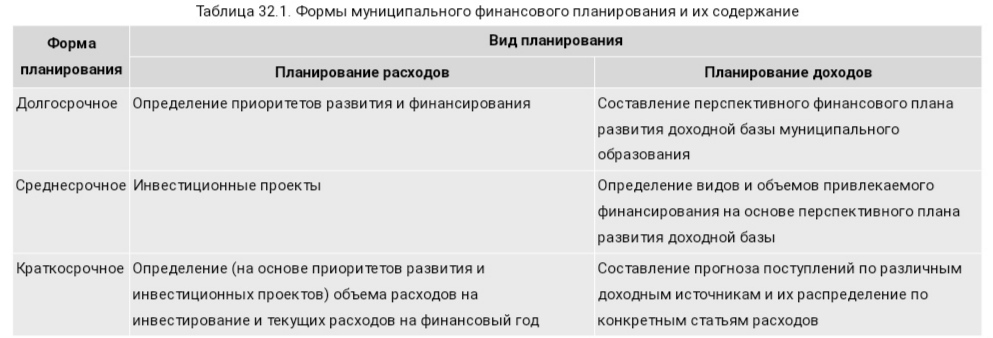 Таблица 32.1. Формы муниципального финансового планирования и их содержание
Форма
планирования
Вид планирования
Планирование расходов
Планирование доходов
Долгосрочное
Определение приоритетов развития и финансирования
Составление перспективного финансового плана
развития доходной базы муниципального
образования
Среднесрочное
Инвестиционные проекты
Определение видов и объемов привлекаемого
финансирования на основе перспективного плана
развития доходной базы
Краткосрочное
Определение (на основе приоритетов развития и
инвестиционных проектов) объема расходов на
инвестирование и текущих расходов на финансовый год
Составление прогноза поступлений по различным
доходным источникам и их распределение по
конкретным статьям расходов